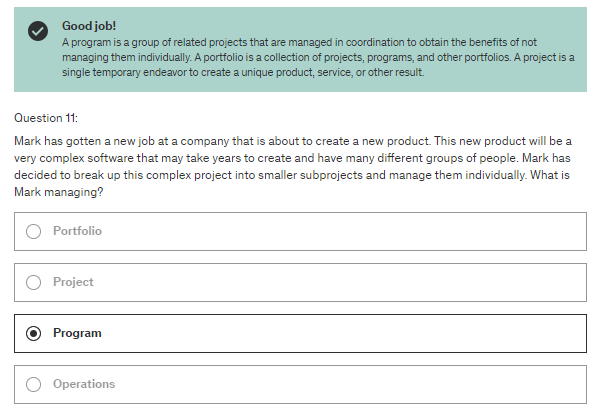 Good job!
A program is a group of related projects that are managed in coordination to obtain the benefits of not
managing them individually. A portfolio is a collection of projects, programs, and other portfolios. A project is a
single temporary endeavor to create a unique product, service, or other result.
Question 11:
Mark has gotten a new job at a company that is about to create a new product. This new product will be a
very complex software that may take years to create and have many different groups of people. Mark has
decided to break up this complex project into smaller subprojects and manage them individually. What is
Mark managing?
Portfolio
Project
Program
Operations